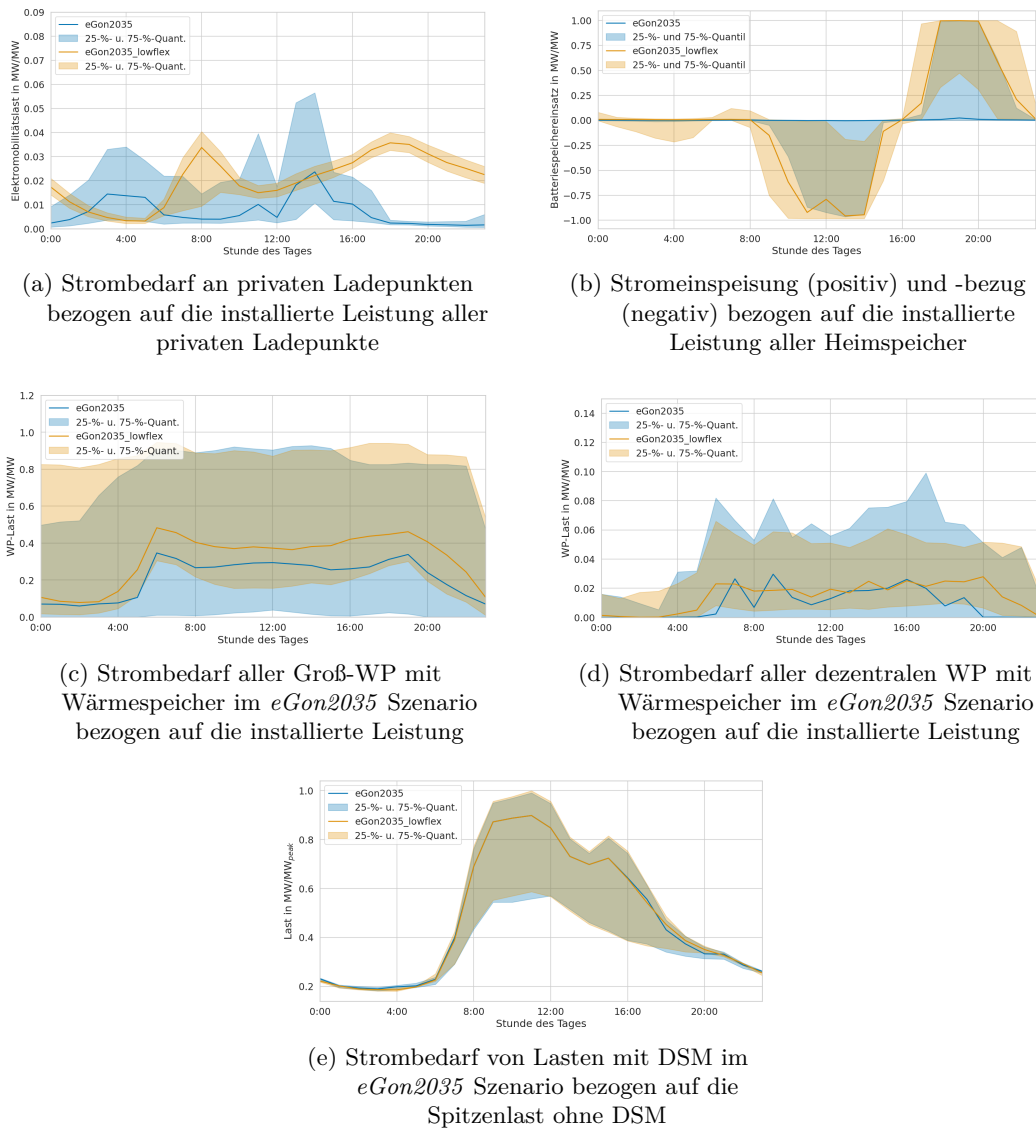 0.09
0.08
0.07
0.06
0.05
0.04
0.03
0.02
0.01
0.00
Elektromobilitätslast in MW/MW
eGon2035
25-%- u. 75-%-Quant.
eGon2035_lowflex
25-%- u. 75-%-Quant.
0:00 4:00 8:00 12:00 16:00 20:00
Stunde des Tages
(a) Strombedarf an privaten Ladepunkten
bezogen auf die installierte Leistung aller
privaten Ladepunkte
1.00
0.75
0.50
0.25
0.00
−0.25
−0.50
−0.75
−1.00
Batteriespeichereinsatz in MW/MW
eGon2035
25-%- und 75-%-Quantil
eGon2035_lowflex
25-%- und 75-%-Quantil
0:00 4:00 8:00 12:00 16:00 20:00
Stunde des Tages
(b) Stromeinspeisung (positiv) und -bezug
(negativ) bezogen auf die installierte
Leistung aller Heimspeicher
1.2
1.0
0.8
0.6
0.4
0.2
0.0
WP-Last in MW/MW
eGon2035
25-%- u. 75-%-Quant.
eGon2035_lowflex
25-%- u. 75-%-Quant.
0:00 4:00 8:00 12:00 16:00 20:00
Stunde des Tages
(c) Strombedarf aller Groß-WP mit
Wärmespeicher im eGon2035 Szenario
bezogen auf die installierte Leistung
0.14
0.12
0.10
0.08
0.06
0.04
0.02
0.00
WP-Last in MW/MW
eGon2035
25-%- u. 75-%-Quant.
eGon2035_lowflex
25-%- u. 75-%-Quant.
0:00 4:00 8:00 12:00 16:00 20:00
Stunde des Tages
(d) Strombedarf aller dezentralen WP mit
Wärmespeicher im eGon2035 Szenario
bezogen auf die installierte Leistung
1.0
0.8
0.6
0.4
0.2
Last in MW/MWpeak
eGon2035
25-%- u. 75-%-Quant.
eGon2035_lowflex
25-%- u. 75-%-Quant.
0:00 4:00 8:00 12:00 16:00 20:00
Stunde des Tages
(e) Strombedarf von Lasten mit DSM im
eGon2035 Szenario bezogen auf die
Spitzenlast ohne DSM